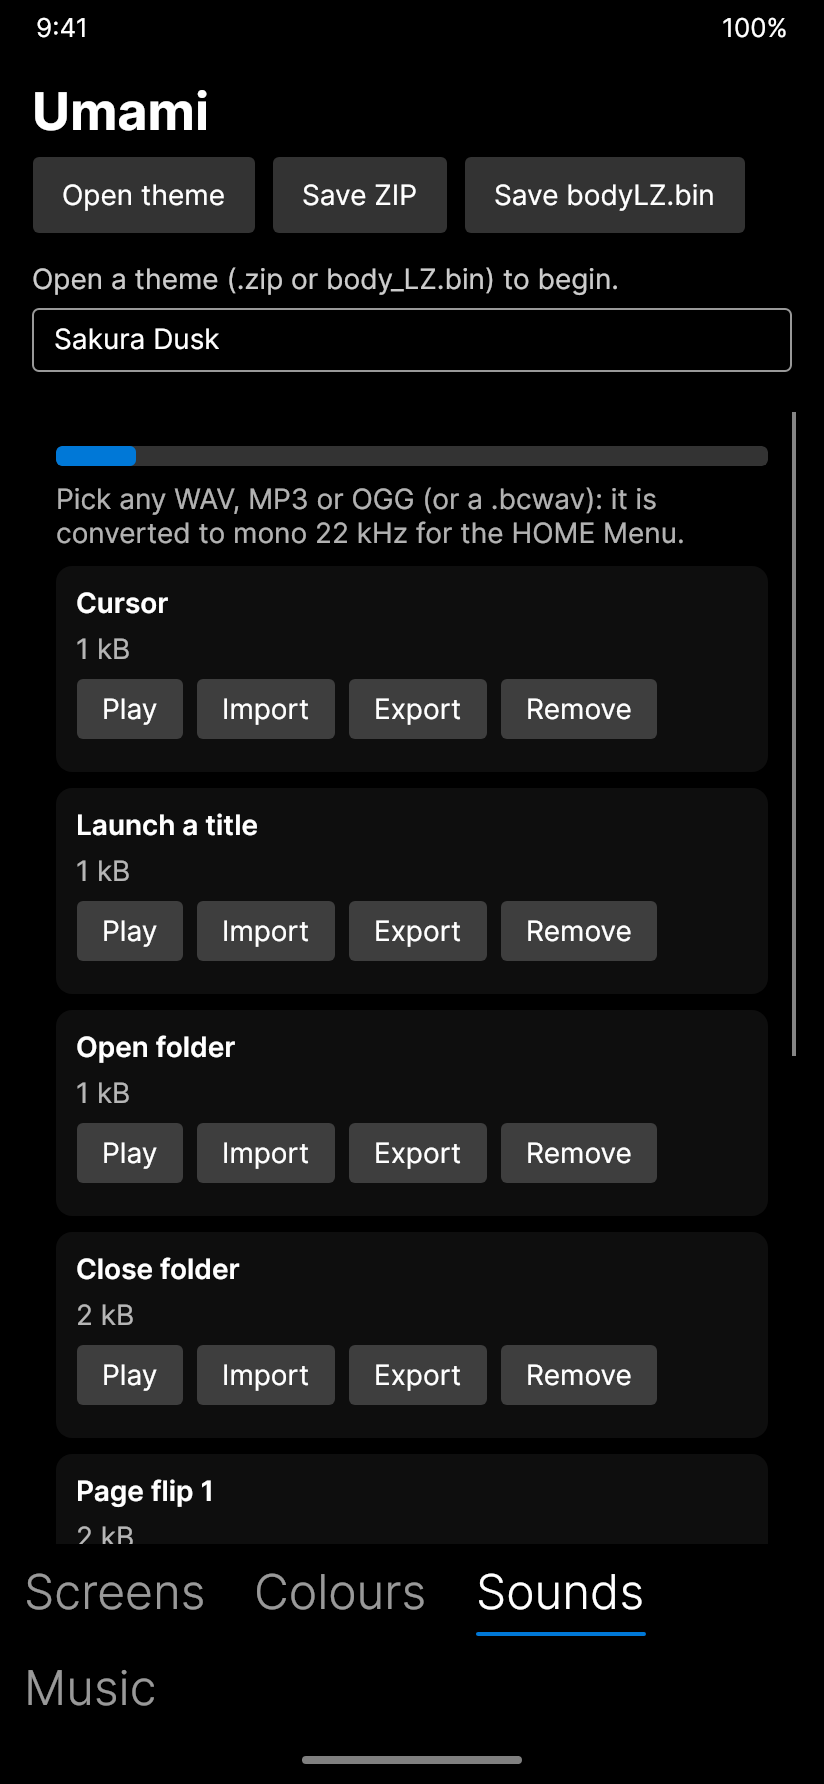 9:41 100%
Umami
Open theme Save ZIP Save bodyLZ.bin
Open a theme (.zip or body_LZ.bin) to begin.
Sakura Dusk
Pick any WAV, MP3 or OGG (or a .bcwav): it is
converted to mono 22 kHz for the HOME Menu.
Cursor
1 kB
Play Import Export Remove
Launch a title
1 kB
Play Import Export Remove
Open folder
1 kB
Play Import Export Remove
Close folder
2 kB
Play Import Export Remove
Page flip 1
2 kB
Screens Colours Sounds
Music